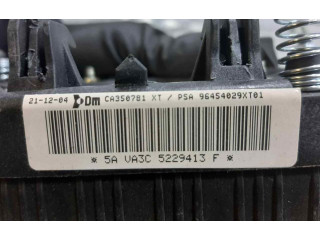 21-12-04 Dm CA350781 XT / PSA 96454029XT01
* 5A VA3C 5229413 F *